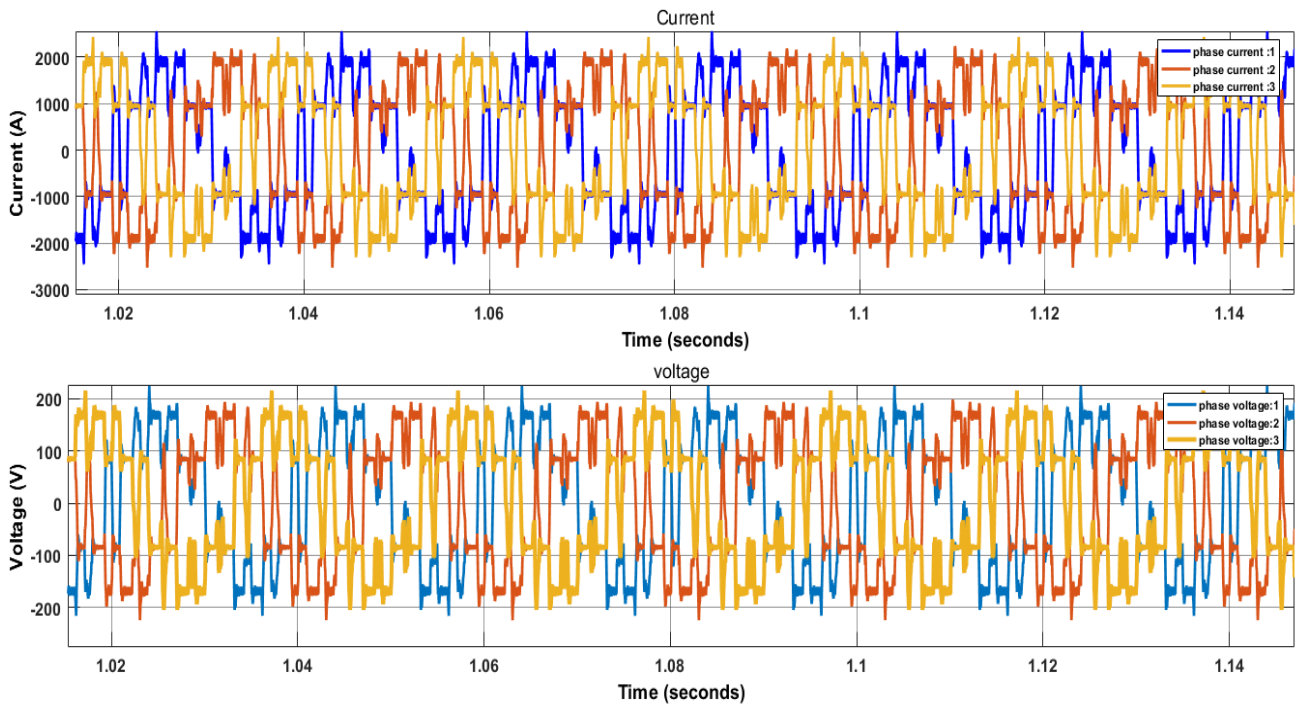 Current
2000
1000
0
-1000
-2000
-3000
Current (A)
phase current :1
phase current :2
phase current :3
1.02 1.04 1.06 1.08 1.1 1.12 1.14
Time (seconds)
voltage
200
100
0
-100
-200
Voltage (V)
phase voltage:1
phase voltage:2
phase voltage:3
1.02 1.04 1.06 1.08 1.1 1.12 1.14
Time (seconds)